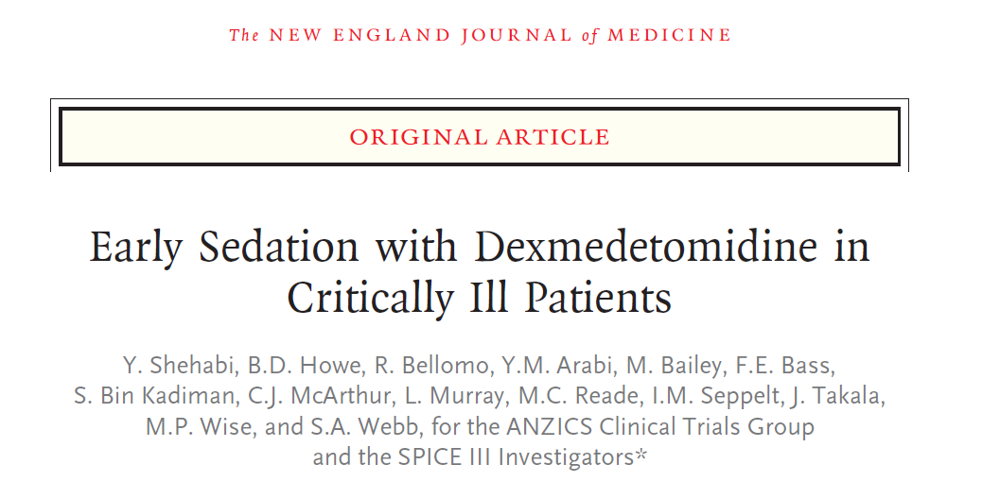 The NEW ENGLAND JOURNAL of MEDICINE
ORIGINAL ARTICLE
Early Sedation with Dexmedetomidine in
Critically Ill Patients
Y. Shehabi, B.D. Howe, R. Bellomo, Y.M. Arabi, M. Bailey, F.E. Bass,
S. Bin Kadiman, C.J. McArthur, L. Murray, M.C. Reade, I.M. Seppelt, J. Takala,
M.P. Wise, and S.A. Webb, for the ANZICS Clinical Trials Group
and the SPICE III Investigators*